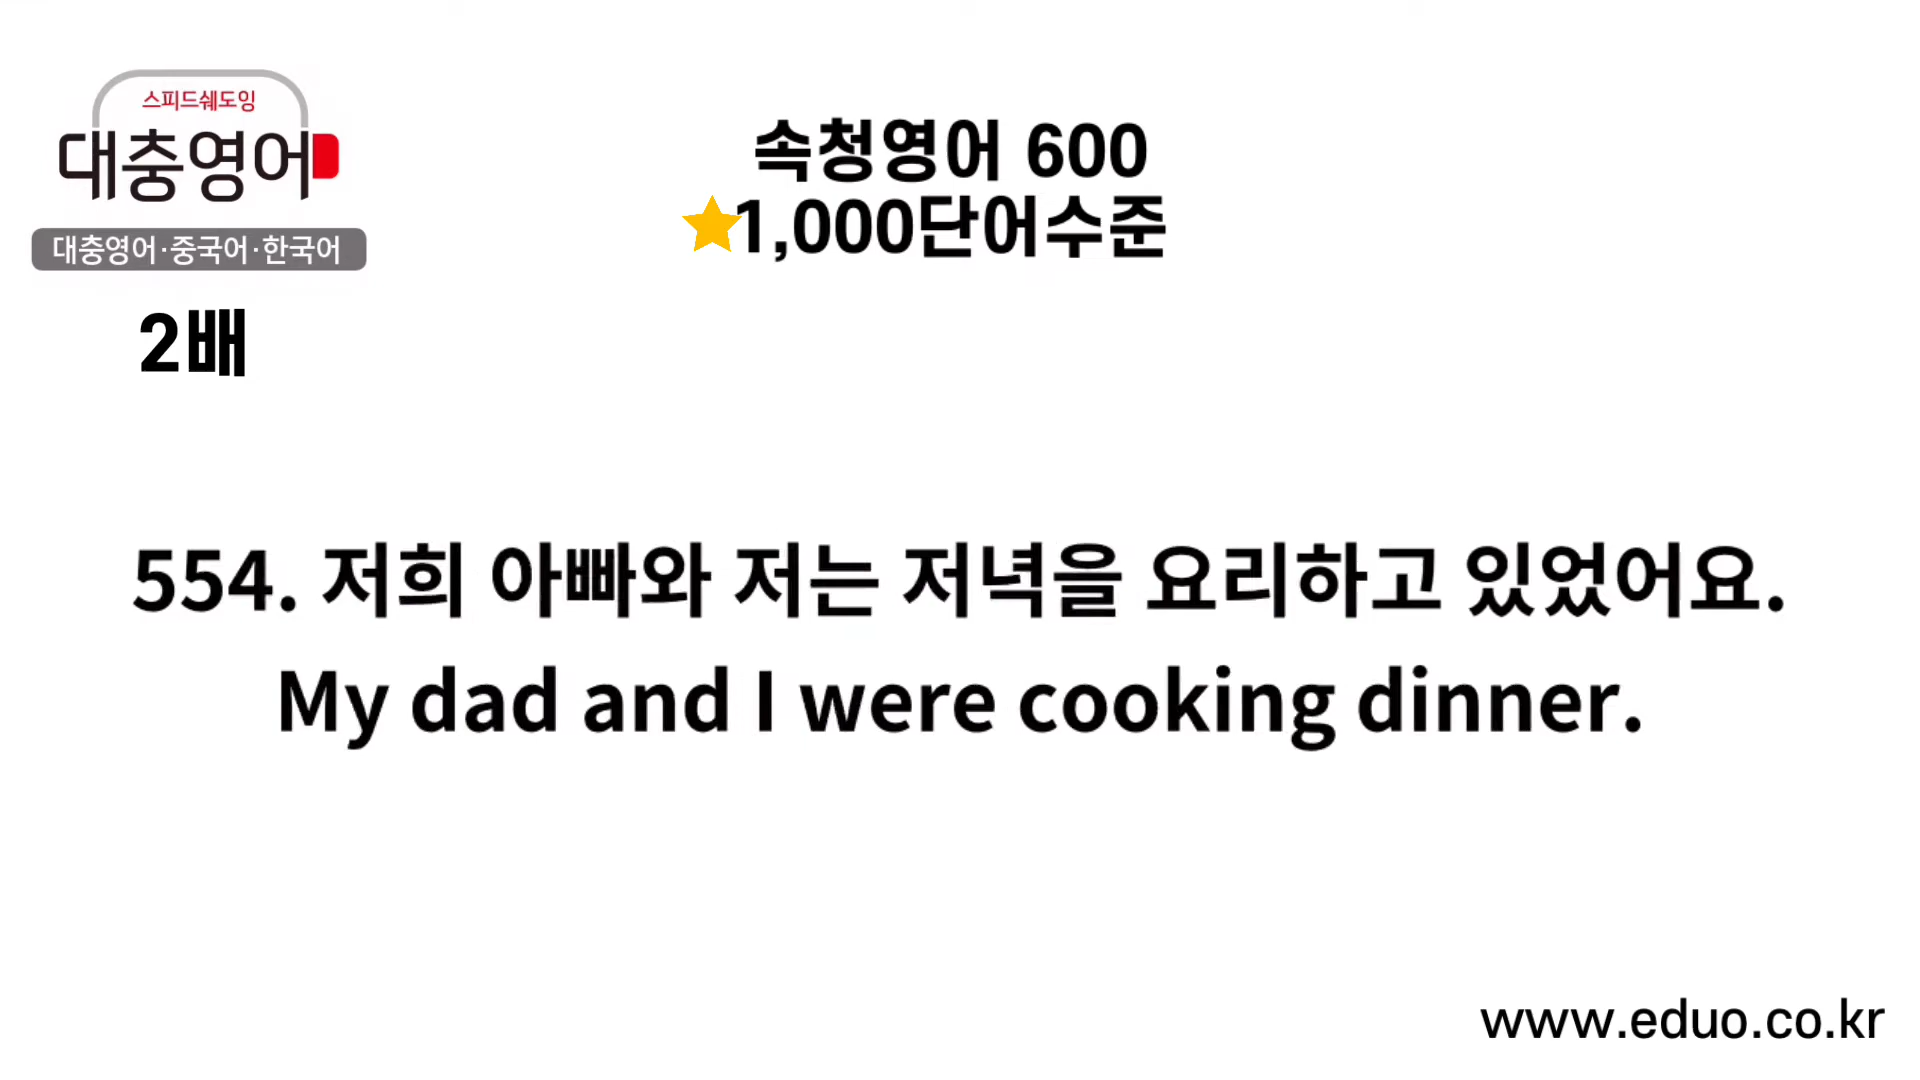 스피드쉐도잉
대충영어
대충영어·중국어·한국어
2배
속청영어 600
1,000단어수준
554. 저희 아빠와 저는 저녁을 요리하고 있었어요.
My dad and I were cooking dinner.
www.eduo.co.kr